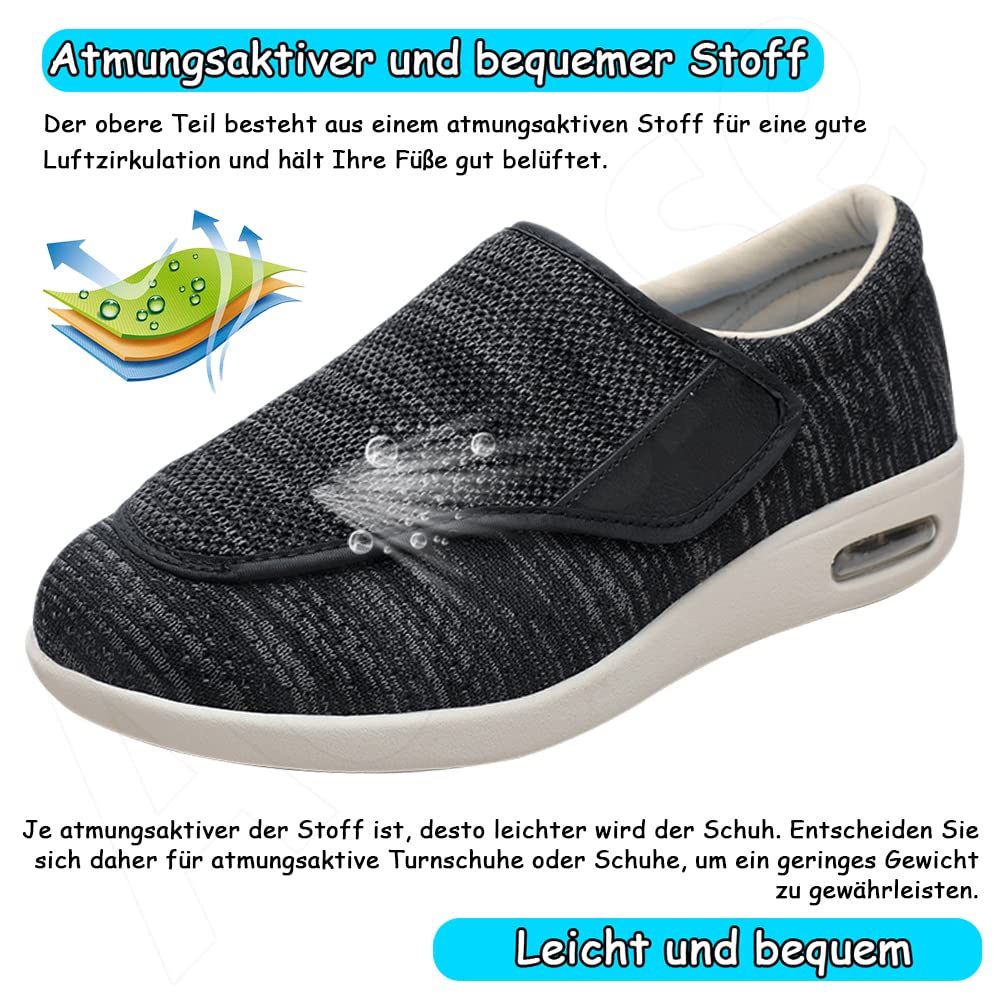 Atmungsaktiver und bequemer Stoff
Der obere Teil besteht aus einem atmungsaktiven Stoff für eine gute
Luftzirkulation und hält Ihre Füße gut belüftet.
Je atmungsaktiver der Stoff ist, desto leichter wird der Schuh. Entscheiden Sie
sich daher für atmungsaktive Turnschuhe oder Schuhe, um ein geringes Gewicht
zu gewährleisten.
Leicht und bequem